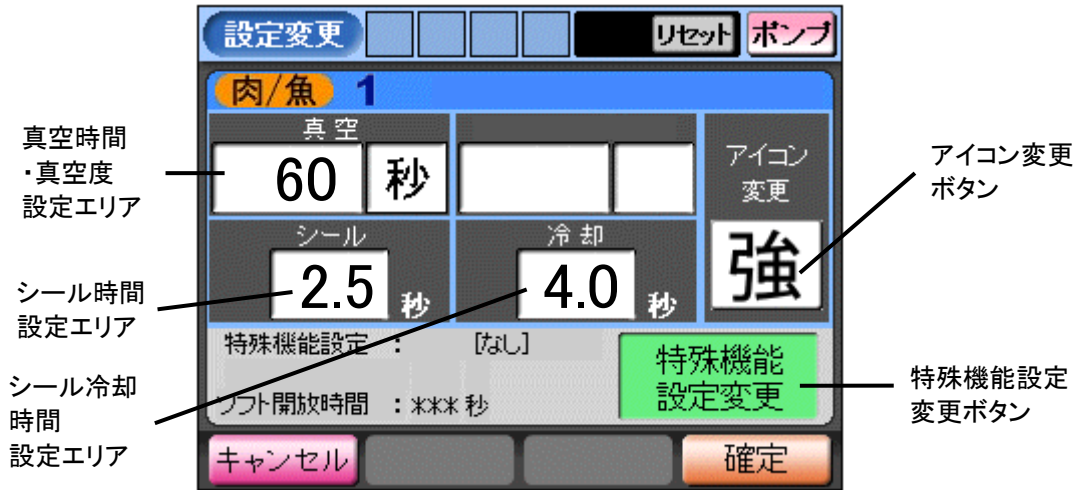 設定変更 リセット ポンプ
肉/魚 1
真空
60 秒
アイコン
変更
強
シール
2.5 秒
冷却
4.0 秒
特殊機能設定 : [なし]
ソフト開放時間 : *** 秒
特殊機能
設定変更
キャンセル
確定
真空時間
・真空度
設定エリア
シール時間
設定エリア
シール冷却
時間
設定エリア
アイコン変更
ボタン
特殊機能設定
変更ボタン